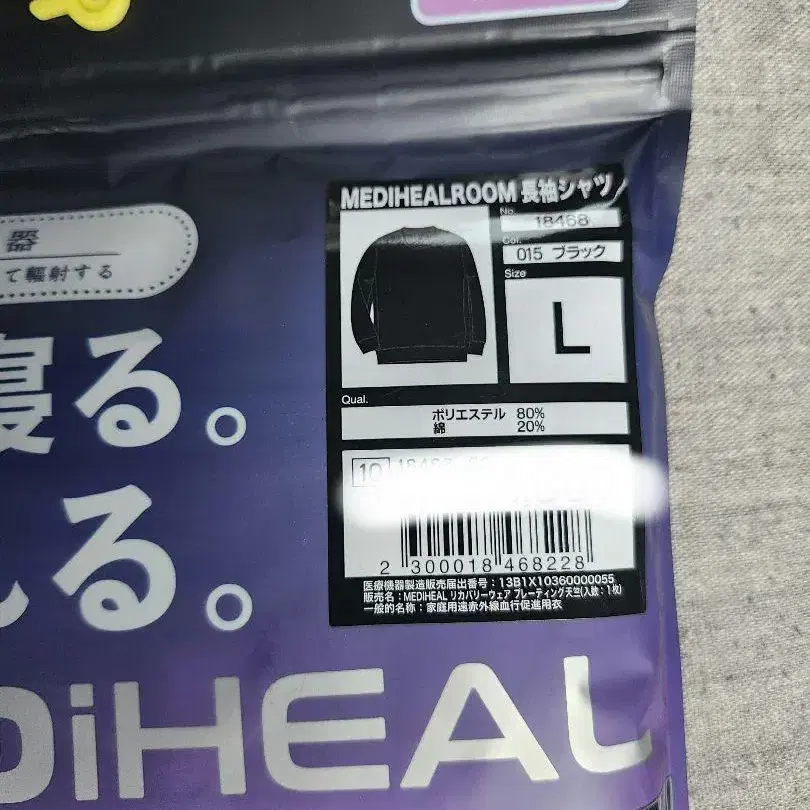 器
て輻射する
寝る。
る。
DiHEAL
MEDIHEALROOM 長袖シャツ
No.
18468
Col.
015 ブラック
Size
L
Qual.
ポリエステル 80%
綿 20%
10
2 300018 468228
医療機器製造販売届出番号：13B1X10360000055
販売名：MEDIHEAL リカバリーウェア プレーティング天竺(入数：1枚)
一般的名称：家庭用遠赤外線血行促進用衣